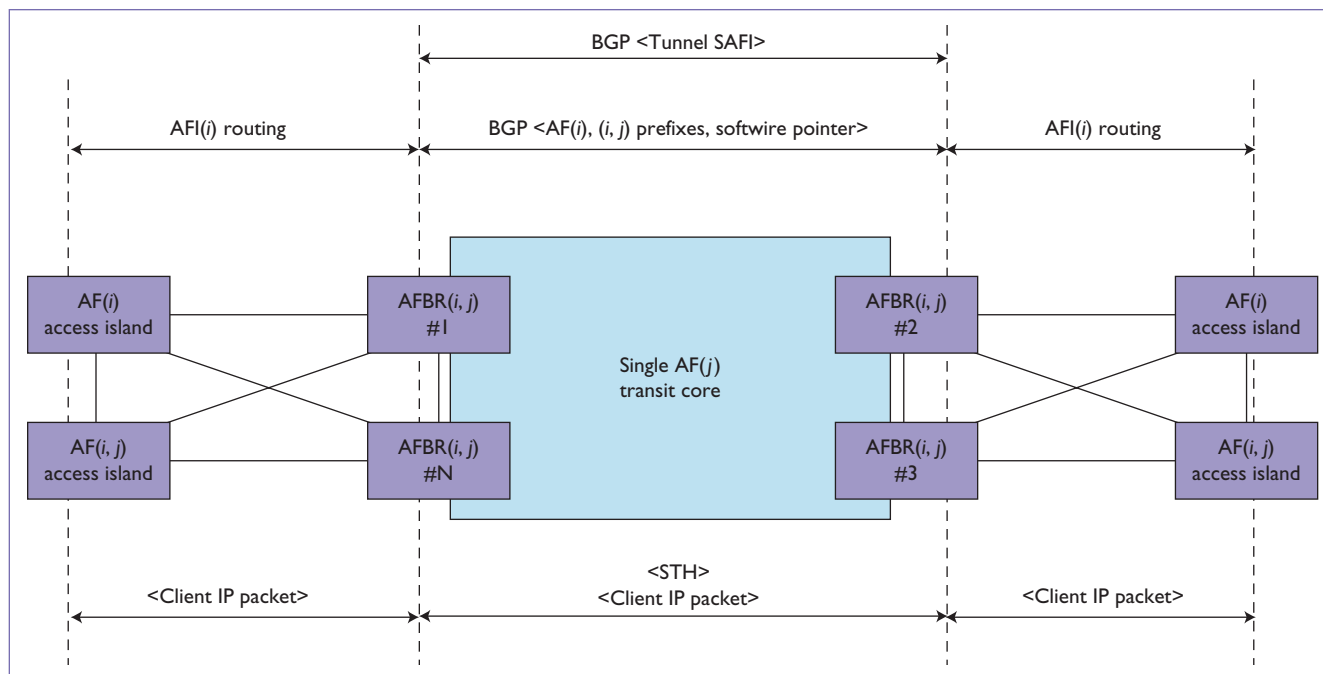 BGP <Tunnel SAFI>
AFI(i) routing
BGP <AF(i), (i, j) prefixes, softwire pointer>
AFI(i) routing
AF(i)
access island
AFBR(i, j)
#1
AFBR(i, j)
#2
AF(i)
access island
Single AF(j)
transit core
AF(i, j)
access island
AFBR(i, j)
#N
AFBR(i, j)
#3
AF(i, j)
access island
<Client IP packet>
<STH>
<Client IP packet>
<Client IP packet>